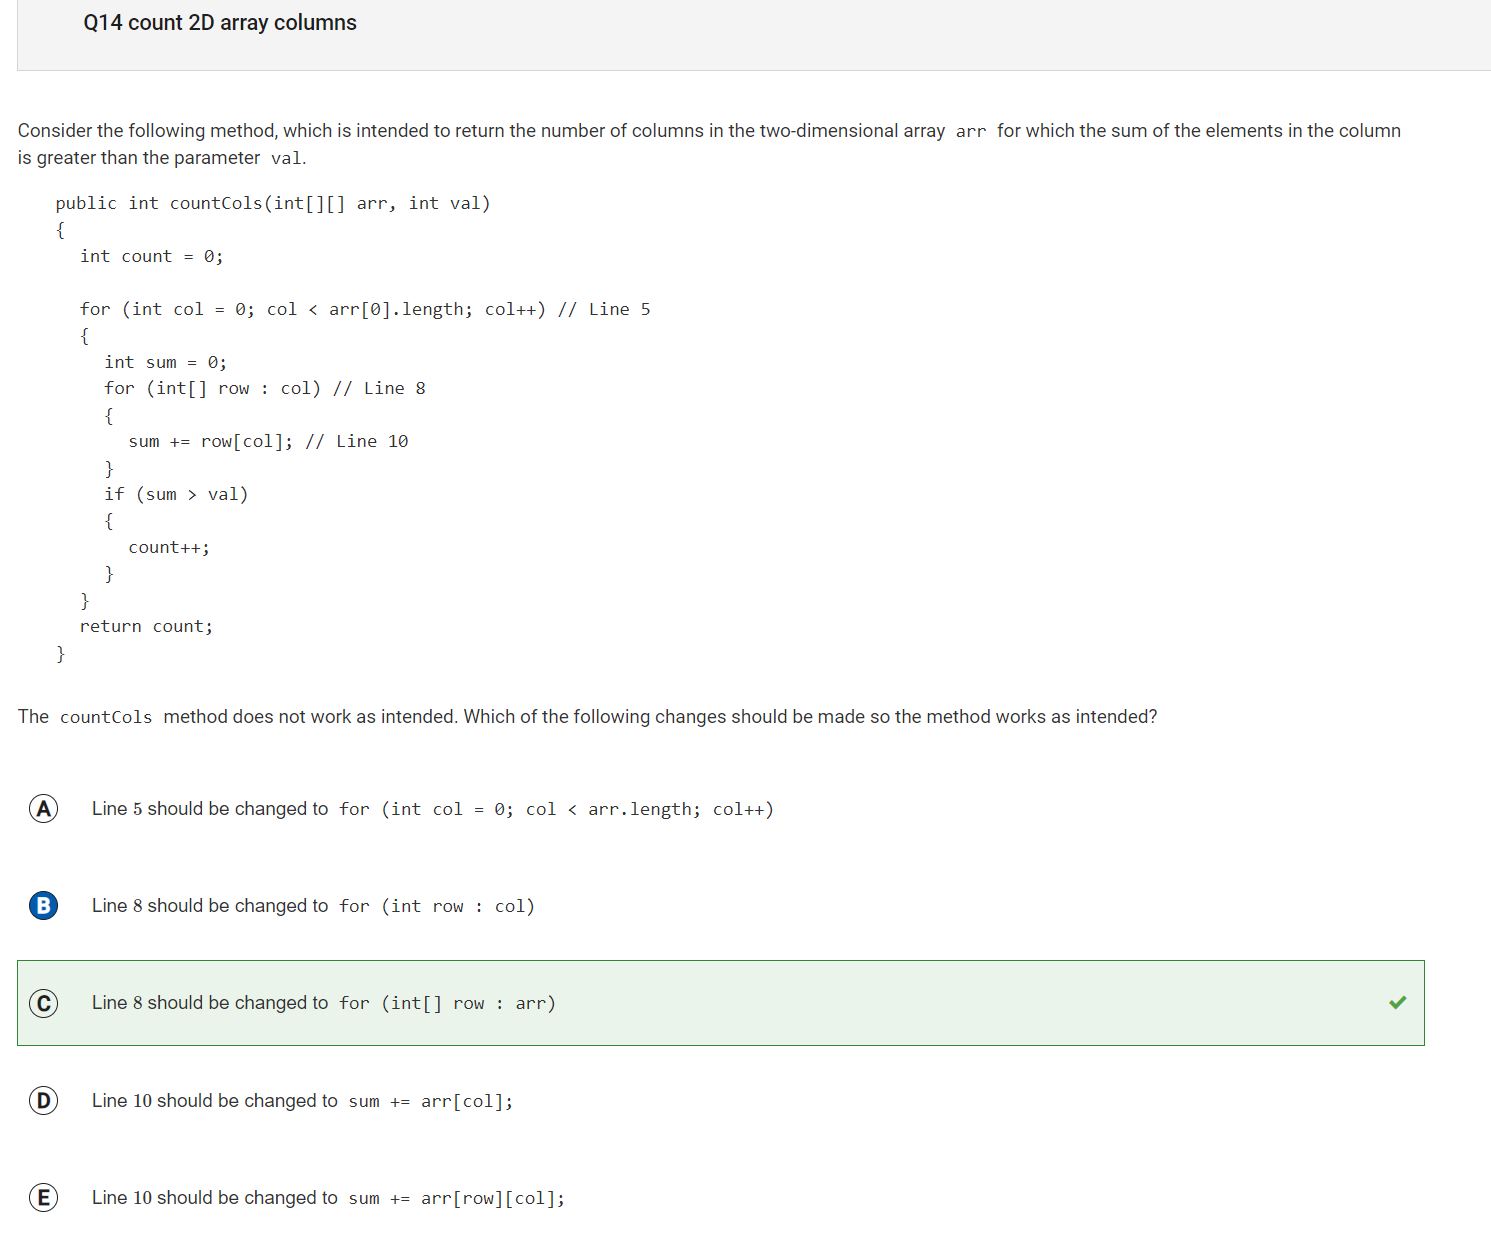 Q14 count 2D array columns
Consider the following method, which is intended to return the number of columns in the two-dimensional array arr for which the sum of the elements in the column
is greater than the parameter val.
public int countCols(int[][] arr, int val)
{
int count = 0;
for (int col = 0; col < arr[0].length; col++) // Line 5
{
int sum = 0;
for (int[] row : col) // Line 8
{
sum += row[col]; // Line 10
}
if (sum > val)
{
count++;
}
}
return count;
}
The countCols method does not work as intended. Which of the following changes should be made so the method works as intended?
A Line 5 should be changed to for (int col = 0; col < arr.length; col++)
B Line 8 should be changed to for (int row : col)
C Line 8 should be changed to for (int[] row : arr)
D Line 10 should be changed to sum += arr[col];
E Line 10 should be changed to sum += arr[row][col];